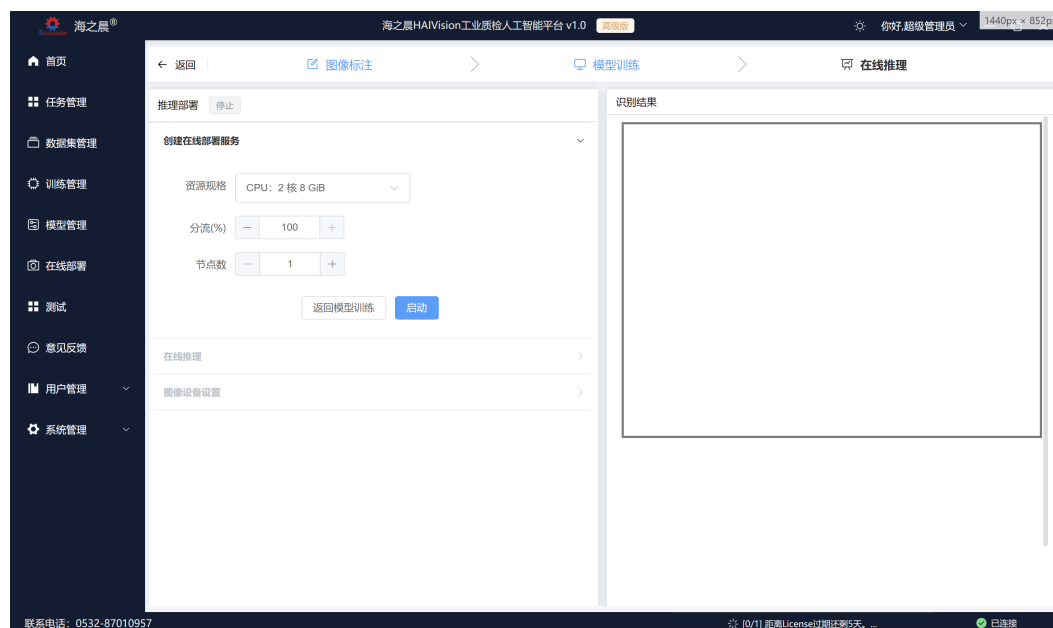 海之晨®
海之晨HAIVision工业质检人工智能平台 v1.0 高级版
你好,超级管理员
1440px × 852px
首页
任务管理
数据集管理
训练管理
模型管理
在线部署
测试
意见反馈
用户管理
系统管理
返回
图像标注
模型训练
在线推理
推理部署 停止
创建在线部署服务
资源规格 CPU：2 核 8 GiB
分流(%) 100
节点数 1
返回模型训练 启动
在线推理
图像设备设置
识别结果
联系电话：0532-87010957
[0/1] 距离License过期还剩5天。...
已连接